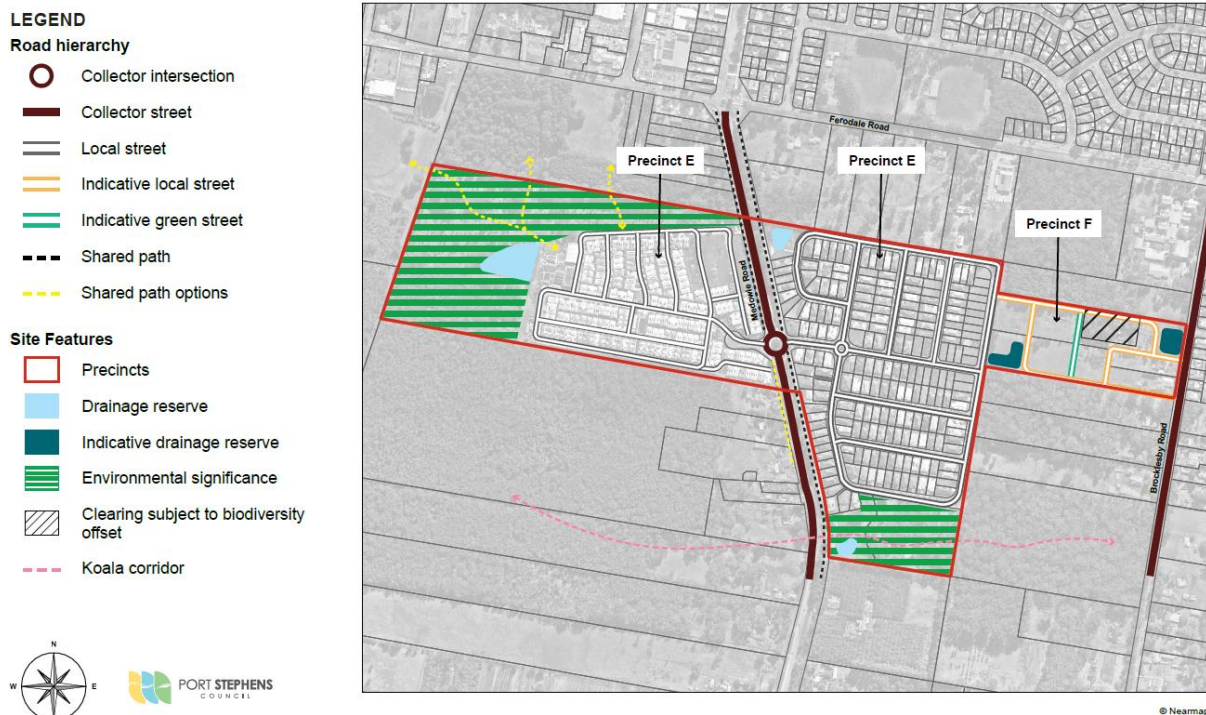 LEGEND
Road hierarchy
Collector intersection
Collector street
Local street
Indicative local street
Indicative green street
Shared path
Shared path options
Site Features
Precincts
Drainage reserve
Indicative drainage reserve
Environmental significance
Clearing subject to biodiversity
offset
Koala corridor
N
W
E
PORT STEPHENS
COUNCIL
Ferodale Road
Precinct E
Precinct E
Precinct F
Medowie Road
Brocklesby Road
© Nearmap